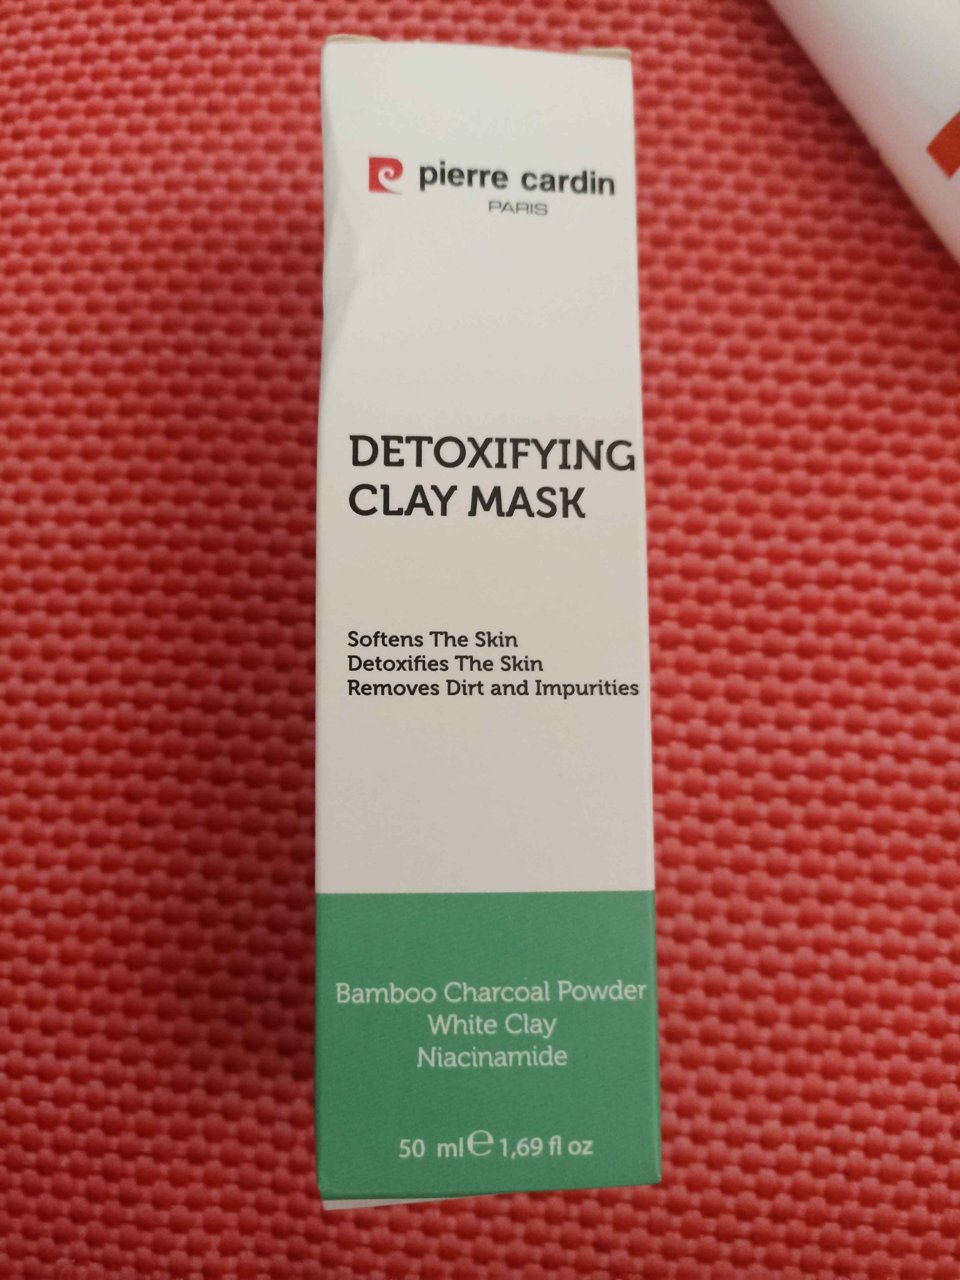 pierre cardin
PARIS
DETOXIFYING
CLAY MASK
Softens The Skin
Detoxifies The Skin
Removes Dirt and Impurities
Bamboo Charcoal Powder
White Clay
Niacinamide
50 ml e 1,69 fl oz